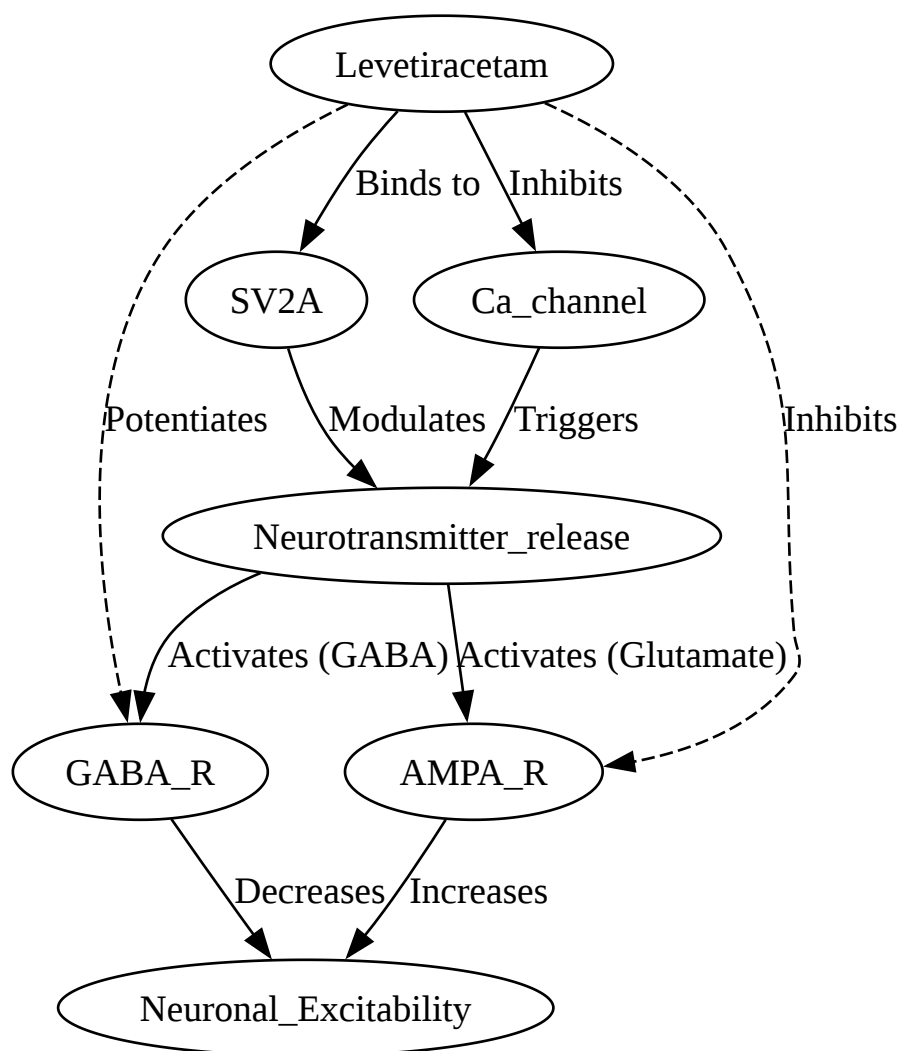 Levetiracetam
Binds to
Inhibits
SV2A
Ca_channel
Potentiates
Modulates
Triggers
Inhibits
Neurotransmitter_release
Activates (GABA)
Activates (Glutamate)
GABA_R
AMPA_R
Decreases
Increases
Neuronal_Excitability